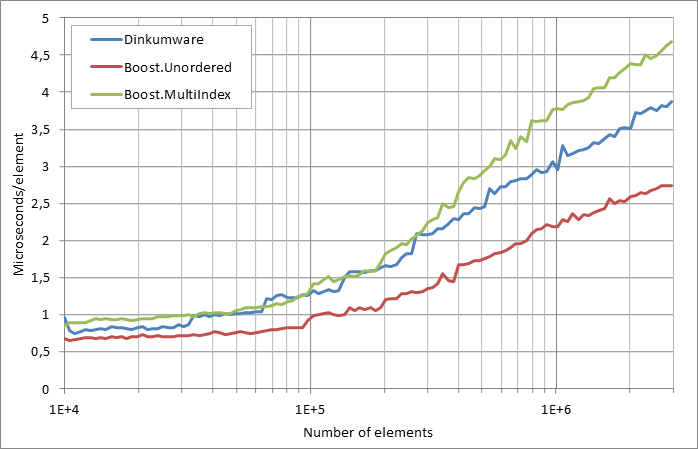 5
4,5
4
3,5
3
2,5
2
1,5
1
0,5
0
Microseconds/element
Dinkumware
Boost.Unordered
Boost.MultiIndex
1E+4 1E+5 1E+6
Number of elements